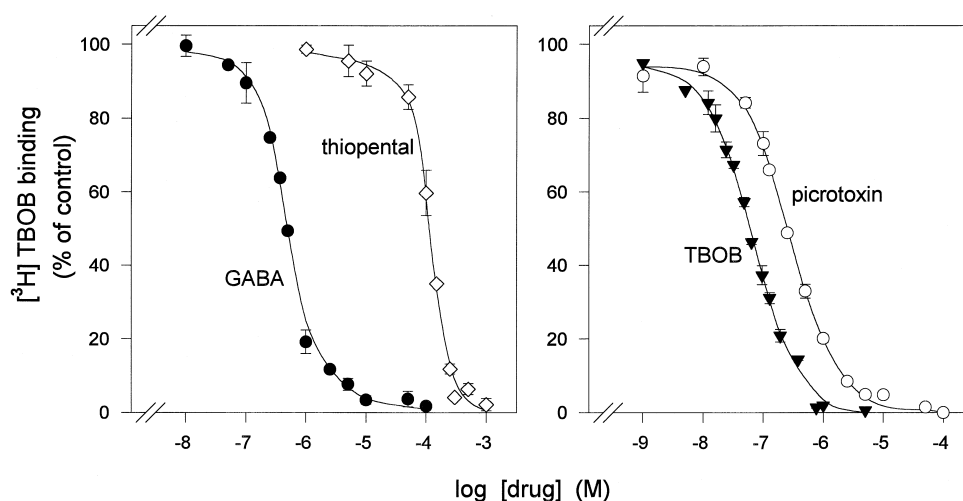 [³H] TBOB binding
(% of control)
100
80
60
40
20
0
thiopental
GABA
-8 -7 -6 -5 -4 -3
100
80
60
40
20
0
picrotoxin
TBOB
-9 -8 -7 -6 -5 -4
log [drug] (M)